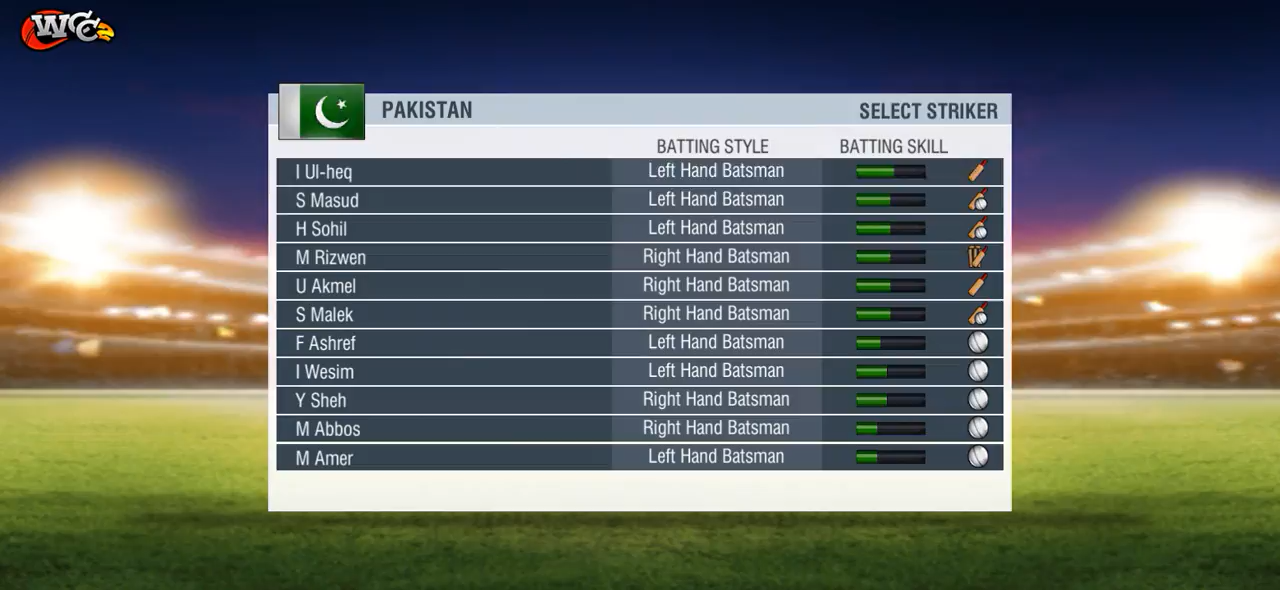 WCC
PAKISTAN SELECT STRIKER
BATTING STYLE BATTING SKILL
I Ul-heq Left Hand Batsman
S Masud Left Hand Batsman
H Sohil Left Hand Batsman
M Rizwen Right Hand Batsman
U Akmel Right Hand Batsman
S Malek Right Hand Batsman
F Ashref Left Hand Batsman
I Wesim Left Hand Batsman
Y Sheh Right Hand Batsman
M Abbos Right Hand Batsman
M Amer Left Hand Batsman